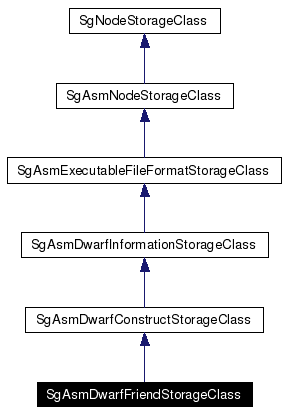 SgNodeStorageClass
SgAsmNodeStorageClass
SgAsmExecutableFileFormatStorageClass
SgAsmDwarfInformationStorageClass
SgAsmDwarfConstructStorageClass
SgAsmDwarfFriendStorageClass